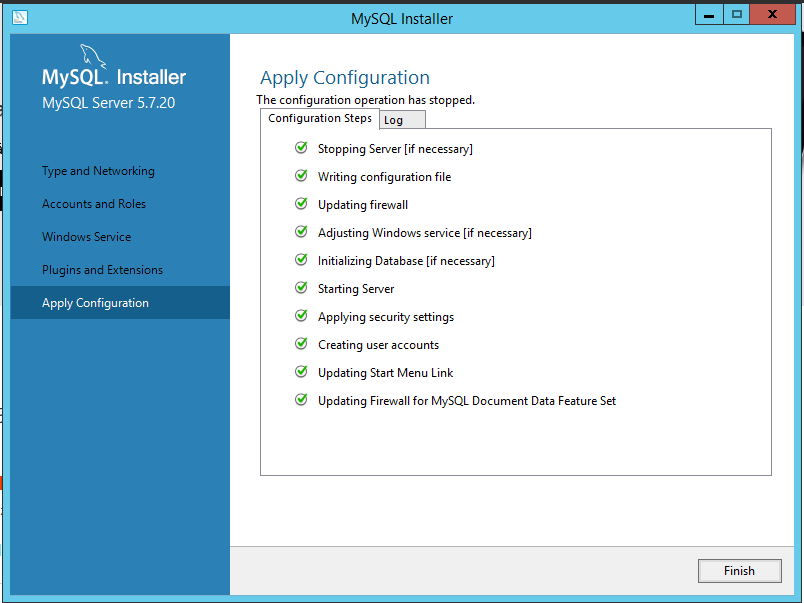 MySQL Installer
MySQL. Installer
MySQL Server 5.7.20
Type and Networking
Accounts and Roles
Windows Service
Plugins and Extensions
Apply Configuration
Apply Configuration
The configuration operation has stopped.
Configuration Steps
Log
Stopping Server [if necessary]
Writing configuration file
Updating firewall
Adjusting Windows service [if necessary]
Initializing Database [if necessary]
Starting Server
Applying security settings
Creating user accounts
Updating Start Menu Link
Updating Firewall for MySQL Document Data Feature Set
Finish